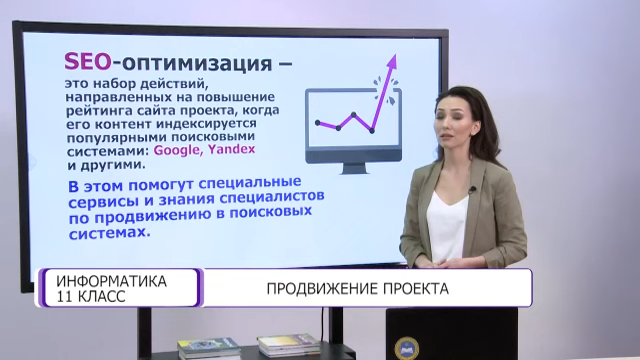 SEO-оптимизация –
это набор действий,
направленных на повышение
рейтинга сайта проекта, когда
его контент индексируется
популярными поисковыми
системами: Google, Yandex
и другими.
В этом помогут специальные
сервисы и знания специалистов
по продвижению в поисковых
системах.
ИНФОРМАТИКА
11 КЛАСС
ПРОДВИЖЕНИЕ ПРОЕКТА